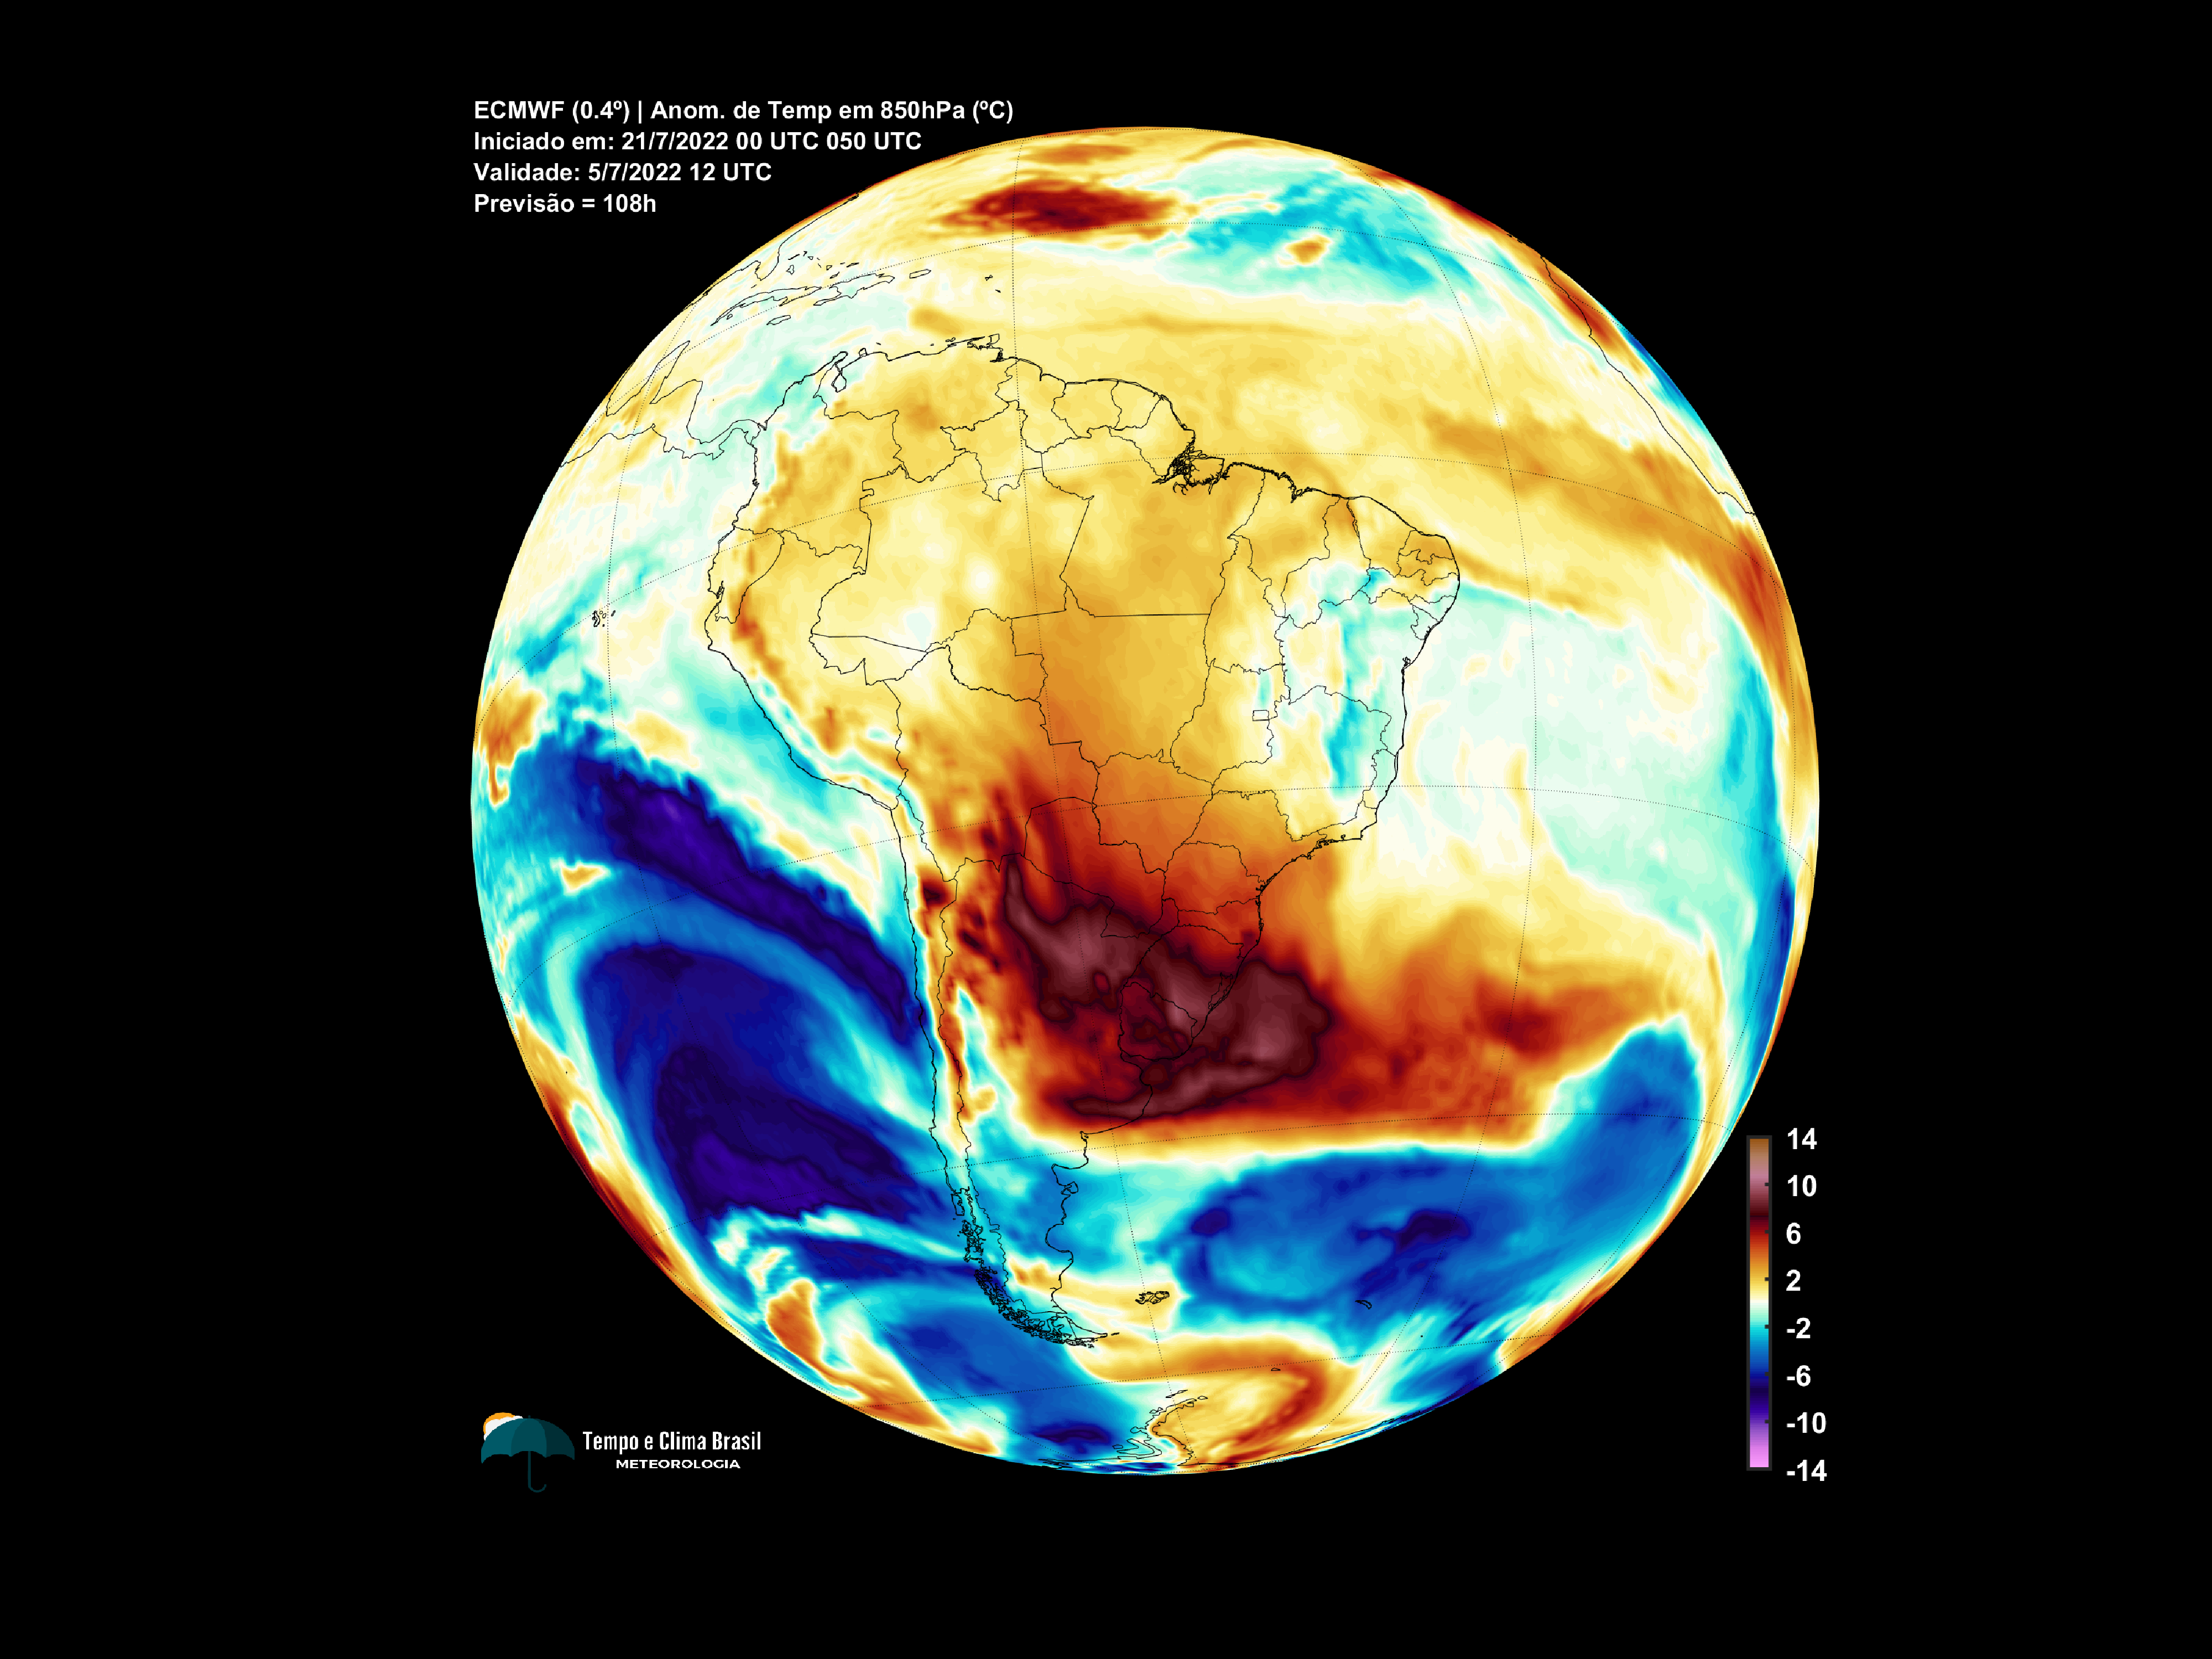 ECMWF (0.4º) | Anom. de Temp em 850hPa (ºC)
Iniciado em: 21/7/2022 00 UTC 050 UTC
Validade: 5/7/2022 12 UTC
Previsão = 108h
14
10
6
2
-2
-6
-10
-14
Tempo e Clima Brasil
METEOROLOGIA